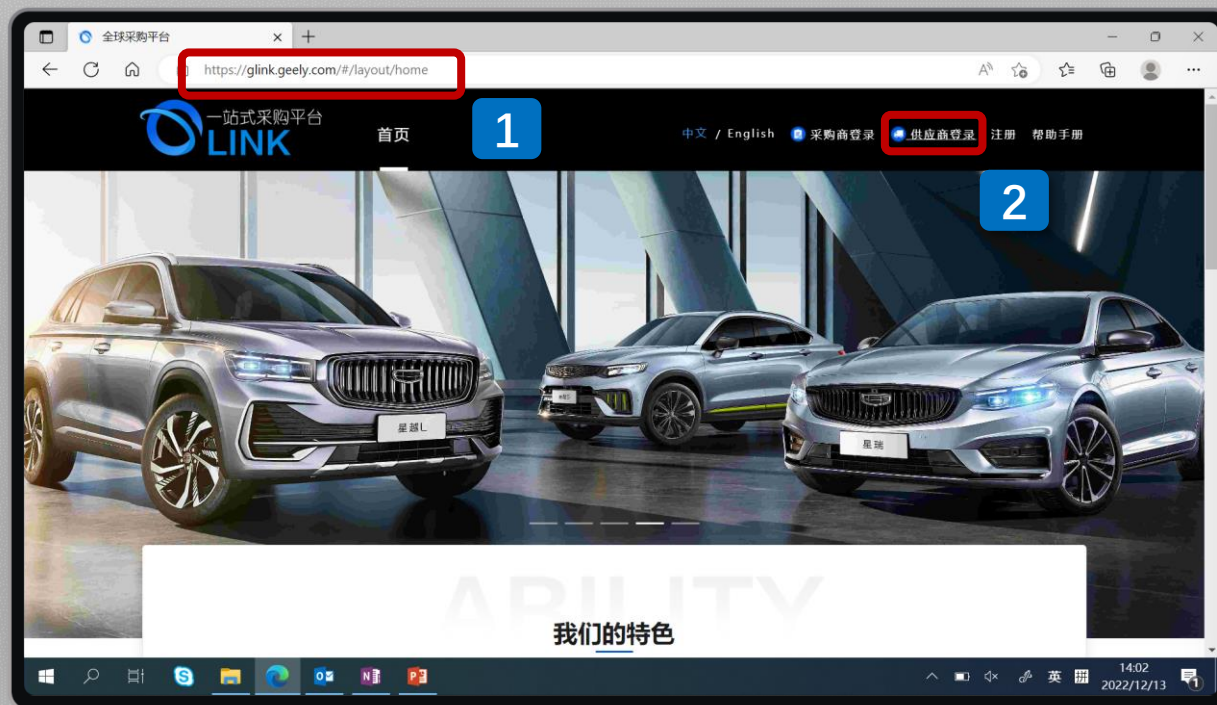 全球采购平台
https://glink.geely.com/#/layout/home
一站式采购平台
LINK
首页
1
中文 / English 采购商登录 供应商登录 注册 帮助手册
2
星越L
星瑞
ABILITY
我们的特色
英 拼
14:02
2022/12/13
1